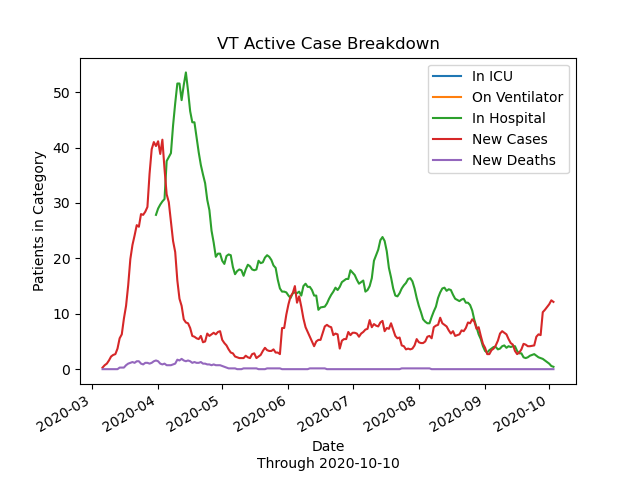 VT Active Case Breakdown
In ICU
On Ventilator
In Hospital
New Cases
New Deaths
Patients in Category
50
40
30
20
10
0
2020-03
2020-04
2020-05
2020-06
2020-07
2020-08
2020-09
2020-10
Date
Through 2020-10-10